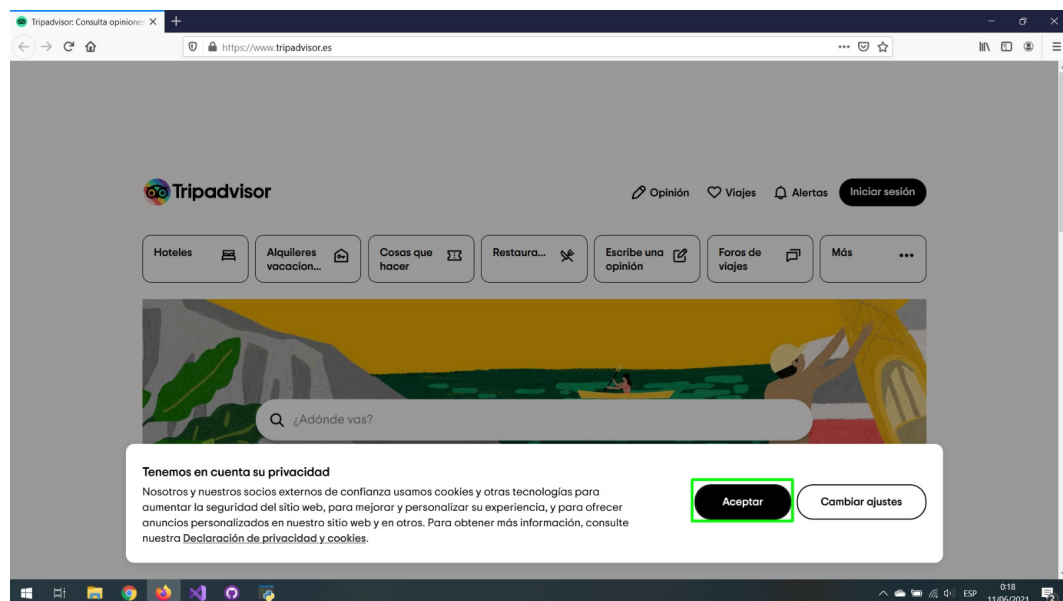 Tripadvisor: Consulta opinione
https://www.tripadvisor.es
Tripadvisor
Opinión
Viajes
Alertas
Iniciar sesión
Hoteles
Alquileres
vacacion...
Cosas que
hacer
Restaura...
Escribe una
opinión
Foros de
viajes
Más
¿Adónde vas?
Tenemos en cuenta su privacidad
Nosotros y nuestros socios externos de confianza usamos cookies y otras tecnologías para
aumentar la seguridad del sitio web, para mejorar y personalizar su experiencia, y para ofrecer
anuncios personalizados en nuestro sitio web y en otros. Para obtener más información, consulte
nuestra Declaración de privacidad y cookies.
Aceptar
Cambiar ajustes
ESP
0:18
11/06/2021